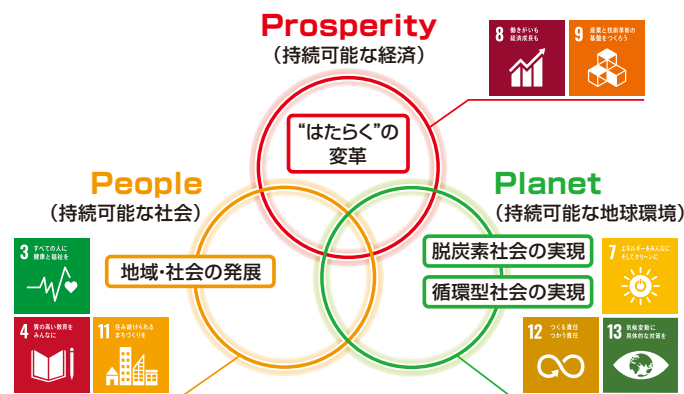 Prosperity
（持続可能な経済）
8 働きがいも
経済成長も
9 産業と技術革新の
基盤をつくろう
“はたらく”の
変革
People
（持続可能な社会）
Planet
（持続可能な地球環境）
3 すべての人に
健康と福祉を
地域・社会の発展
脱炭素社会の実現
循環型社会の実現
7 エネルギーをみんなに
そしてクリーンに
4 質の高い教育を
みんなに
11 住み続けられる
まちづくりを
12 つくる責任
つかう責任
13 気候変動に
具体的な対策を